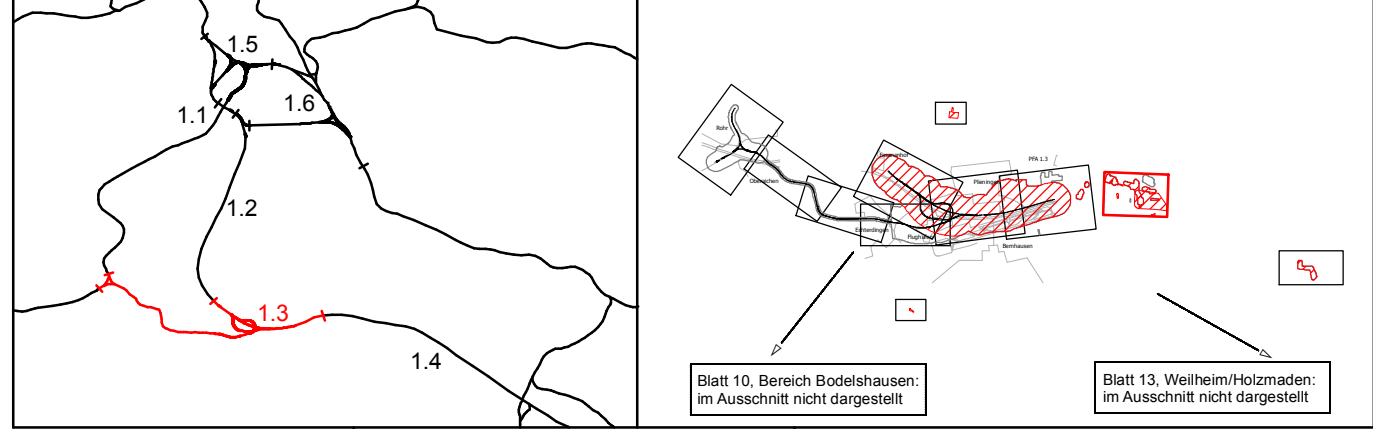 1.5
1.1
1.6
1.2
1.3
1.4
Rohr
Oberaichen
PFA 1.3
Plieningen
Echterdingen
Flughafen
Bernhausen
Blatt 10, Bereich Bodelshausen:
im Ausschnitt nicht dargestellt
Blatt 13, Weilheim/Holzmaden:
im Ausschnitt nicht dargestellt